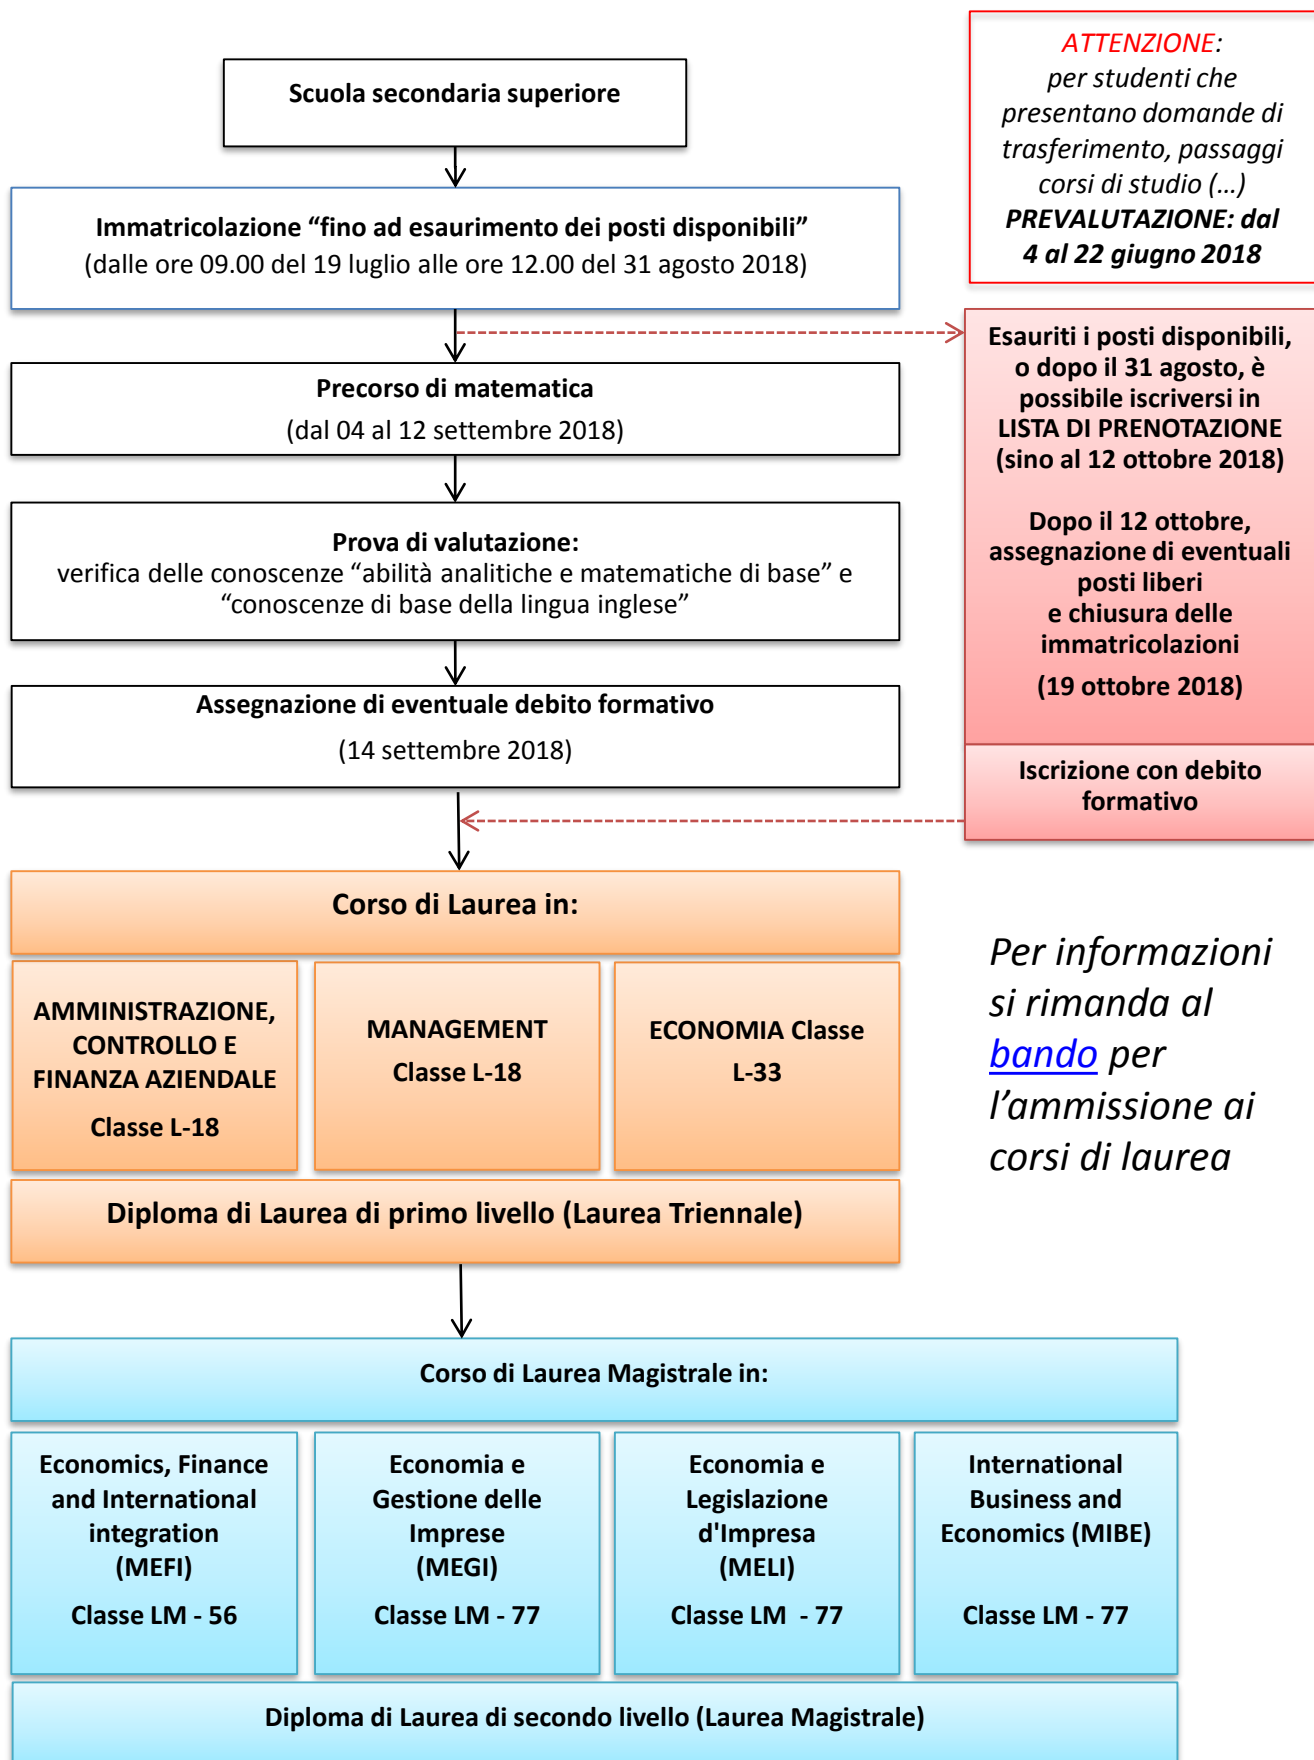 Scuola secondaria superiore
ATTENZIONE:
per studenti che
presentano domande di
trasferimento, passaggi
corsi di studio (...)
PREVALUTAZIONE: dal
4 al 22 giugno 2018
Immatricolazione “fino ad esaurimento dei posti disponibili”
(dalle ore 09.00 del 19 luglio alle ore 12.00 del 31 agosto 2018)
Precorso di matematica
(dal 04 al 12 settembre 2018)
Prova di valutazione:
verifica delle conoscenze “abilità analitiche e matematiche di base” e
“conoscenze di base della lingua inglese”
Assegnazione di eventuale debito formativo
(14 settembre 2018)
Esauriti i posti disponibili,
o dopo il 31 agosto, è
possibile iscriversi in
LISTA DI PRENOTAZIONE
(sino al 12 ottobre 2018)
Dopo il 12 ottobre,
assegnazione di eventuali
posti liberi
e chiusura delle
immatricolazioni
(19 ottobre 2018)
Iscrizione con debito
formativo
Corso di Laurea in:
AMMINISTRAZIONE,
CONTROLLO E
FINANZA AZIENDALE
Classe L-18
MANAGEMENT
Classe L-18
ECONOMIA Classe
L-33
Diploma di Laurea di primo livello (Laurea Triennale)
Per informazioni
si rimanda al
bando per
l’ammissione ai
corsi di laurea
Corso di Laurea Magistrale in:
Economics, Finance
and International
integration
(MEFI)
Classe LM - 56
Economia e
Gestione delle
Imprese
(MEGI)
Classe LM - 77
Economia e
Legislazione
d'Impresa
(MELI)
Classe LM - 77
International
Business and
Economics (MIBE)
Classe LM - 77
Diploma di Laurea di secondo livello (Laurea Magistrale)